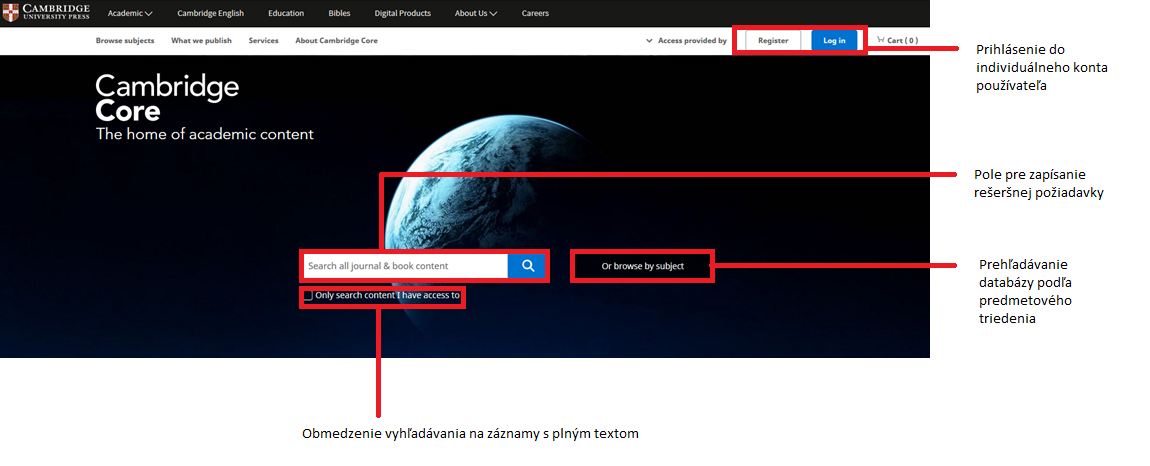 CAMBRIDGE
UNIVERSITY PRESS
Academic
Cambridge English
Education
Bibles
Digital Products
About Us
Careers
Browse subjects
What we publish
Services
About Cambridge Core
Access provided by
Register
Log in
Cart ( 0 )
Prihlásenie do
individuálneho konta
používateľa
Cambridge
Core
The home of academic content
Pole pre zapísanie
rešeršnej požiadavky
Search all journal & book content
Or browse by subject
Prehľadávanie
databázy podľa
predmetového
triedenia
Only search content I have access to
Obmedzenie vyhľadávania na záznamy s plným textom